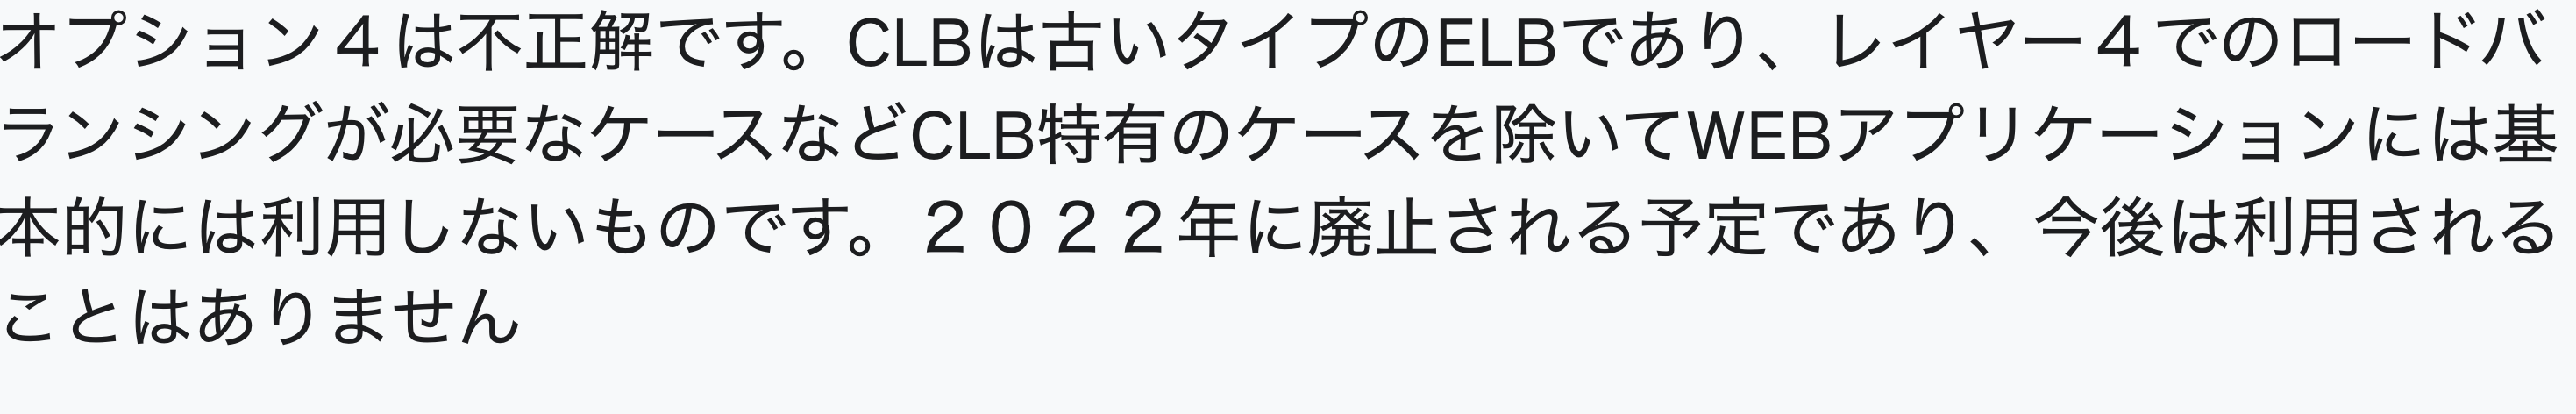 オプション４は不正解です。CLBは古いタイプのELBであり、レイヤー４でのロードバ
ランシングが必要なケースなどCLB特有のケースを除いてWEBアプリケーションには基
本的には利用しないものです。２０２２年に廃止される予定であり、今後は利用される
ことはありません